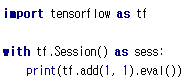 import tensorflow as tf
with tf.Session() as sess:
    print(tf.add(1, 1).eval())